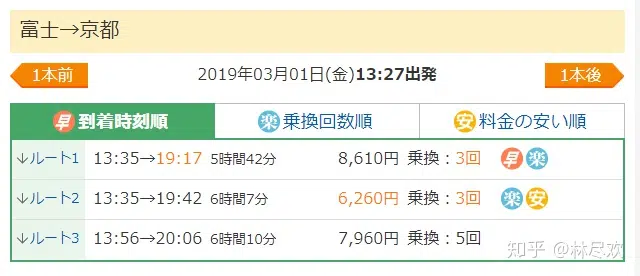 富士→京都
1本前
2019年03月01日(金)13:27出発
1本後
早 到着時刻順
楽 乗換回数順
安 料金の安い順
↓ルート1 13:35→19:17 5時間42分 8,610円 乗換：3回 早 楽
↓ルート2 13:35→19:42 6時間7分 6,260円 乗換：3回 楽 安
↓ルート3 13:56→20:06 6時間10分 7,960円 乗換：5回
知乎 @林尽欢